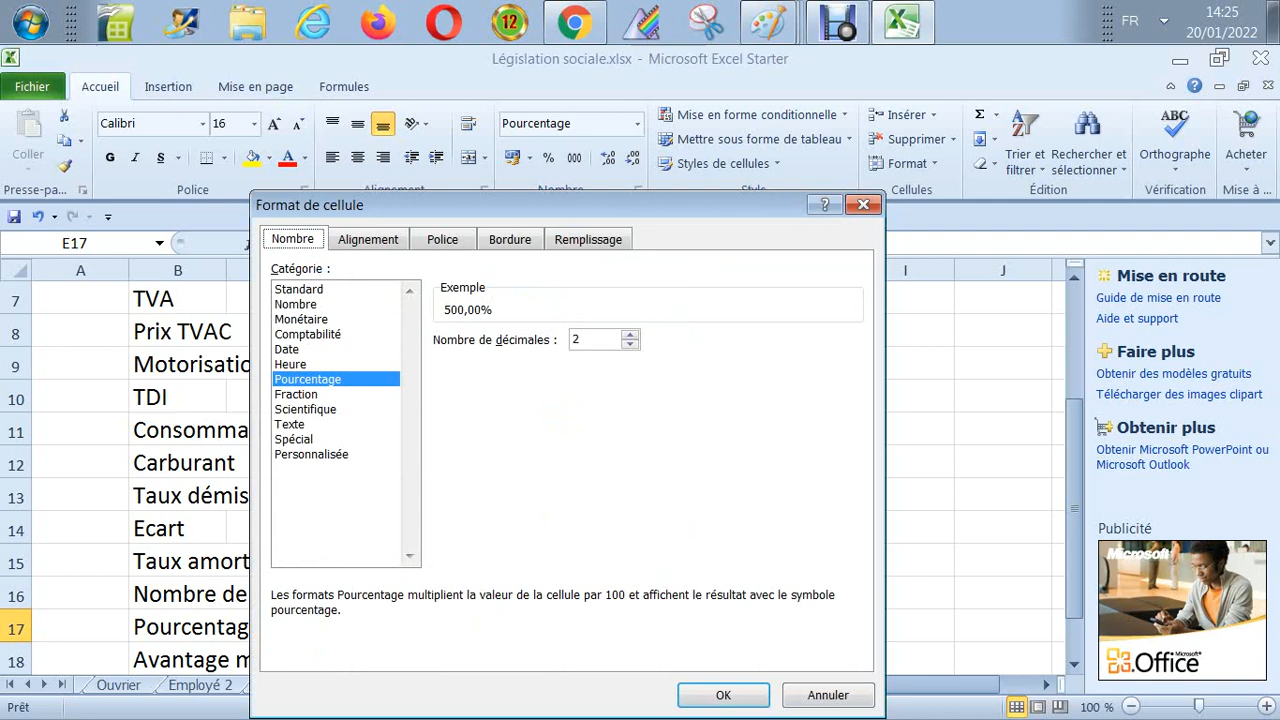 12
FR
14:25
20/01/2022
Législation sociale.xlsx - Microsoft Excel Starter
Fichier
Accueil
Insertion
Mise en page
Formules
Coller
Calibri
16
G I S
Pourcentage
% 000
Mise en forme conditionnelle
Mettre sous forme de tableau
Styles de cellules
Insérer
Supprimer
Format
Σ
Trier et filtrer
Rechercher et sélectionner
ABC
Orthographe
Acheter
Presse-pa...
Police
Alignement
Nombre
Style
Cellules
Édition
Vérification
Mise à ...
E17
A
B
I
J
7 TVA
8 Prix TVAC
9 Motorisatio
10 TDI
11 Consomma
12 Carburant
13 Taux démis
14 Ecart
15 Taux amort
16 Nombre de
17 Pourcentag
18 Avantage m
Format de cellule
Nombre
Alignement
Police
Bordure
Remplissage
Catégorie :
Standard
Nombre
Monétaire
Comptabilité
Date
Heure
Pourcentage
Fraction
Scientifique
Texte
Spécial
Personnalisée
Exemple
500,00%
Nombre de décimales : 2
Les formats Pourcentage multiplient la valeur de la cellule par 100 et affichent le résultat avec le symbole
pourcentage.
OK
Annuler
Mise en route
Guide de mise en route
Aide et support
Faire plus
Obtenir des modèles gratuits
Télécharger des images clipart
Obtenir plus
Obtenir Microsoft PowerPoint ou
Microsoft Outlook
Publicité
Microsoft
Microsoft
Office
Ouvrier
Employé 2
Prêt
100 %